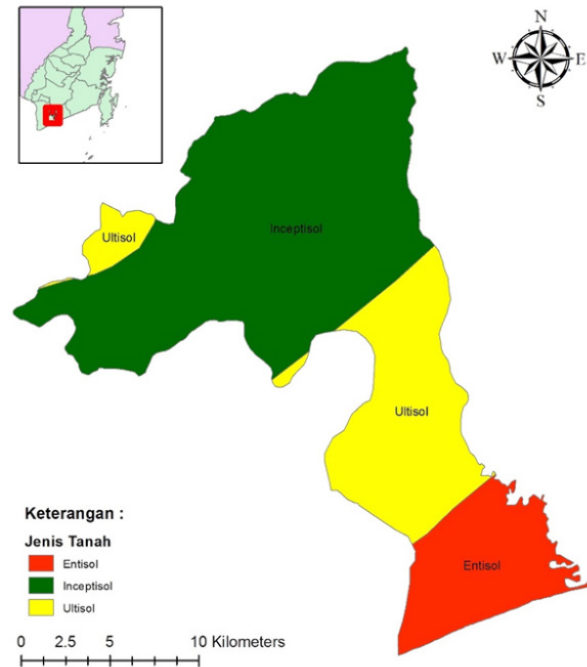 N
W E
S
Ultisol
Inceptisol
Ultisol
Entisol
Keterangan :
Jenis Tanah
Entisol
Inceptisol
Ultisol
0 2.5 5 10 Kilometers